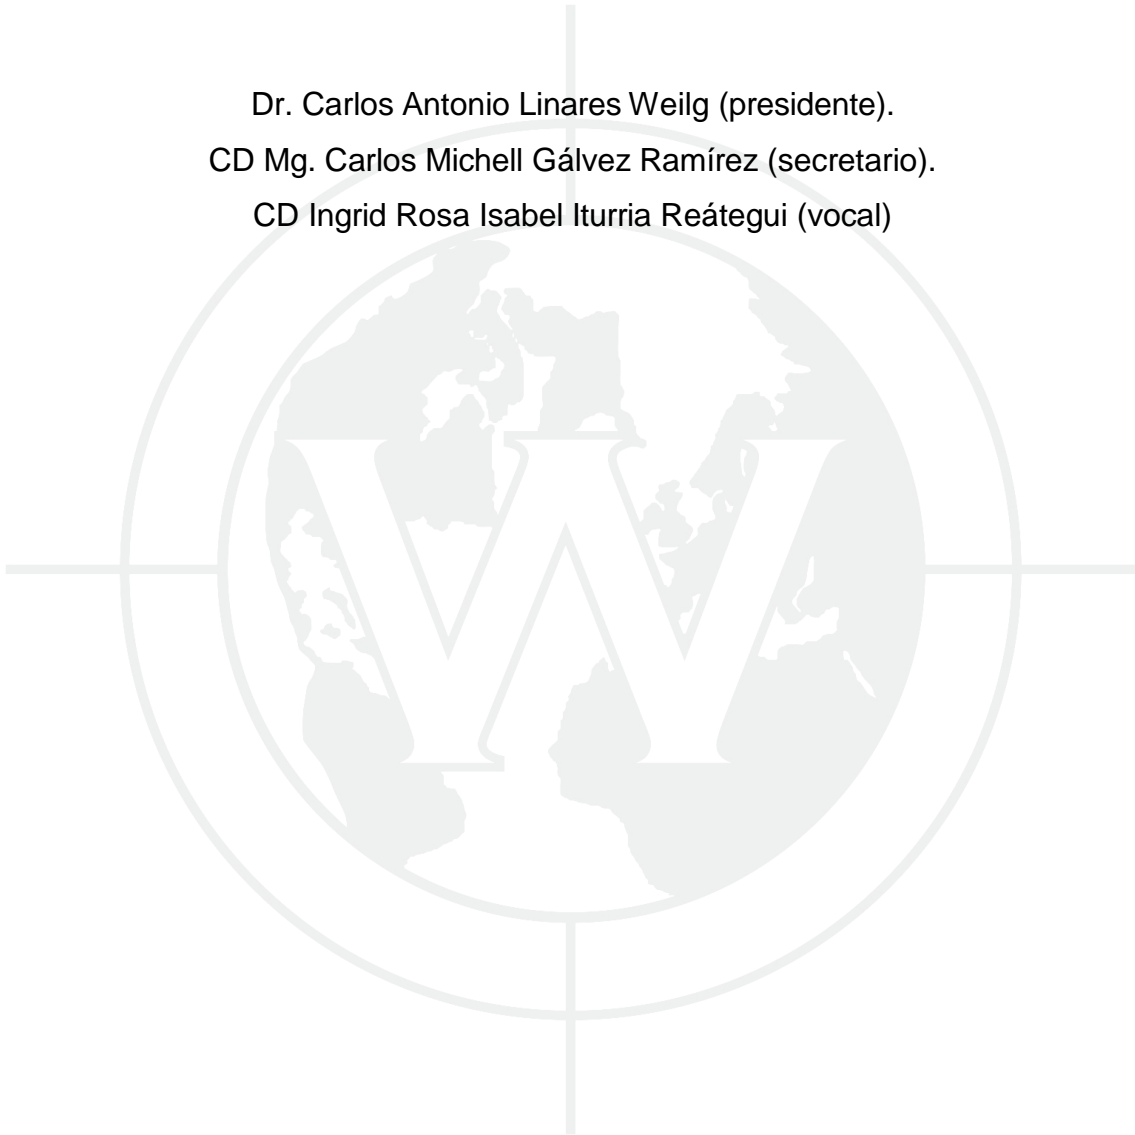 Dr. Carlos Antonio Linares Weilg (presidente).
CD Mg. Carlos Michell Gálvez Ramírez (secretario).
CD Ingrid Rosa Isabel Iturria Reátegui (vocal)
W